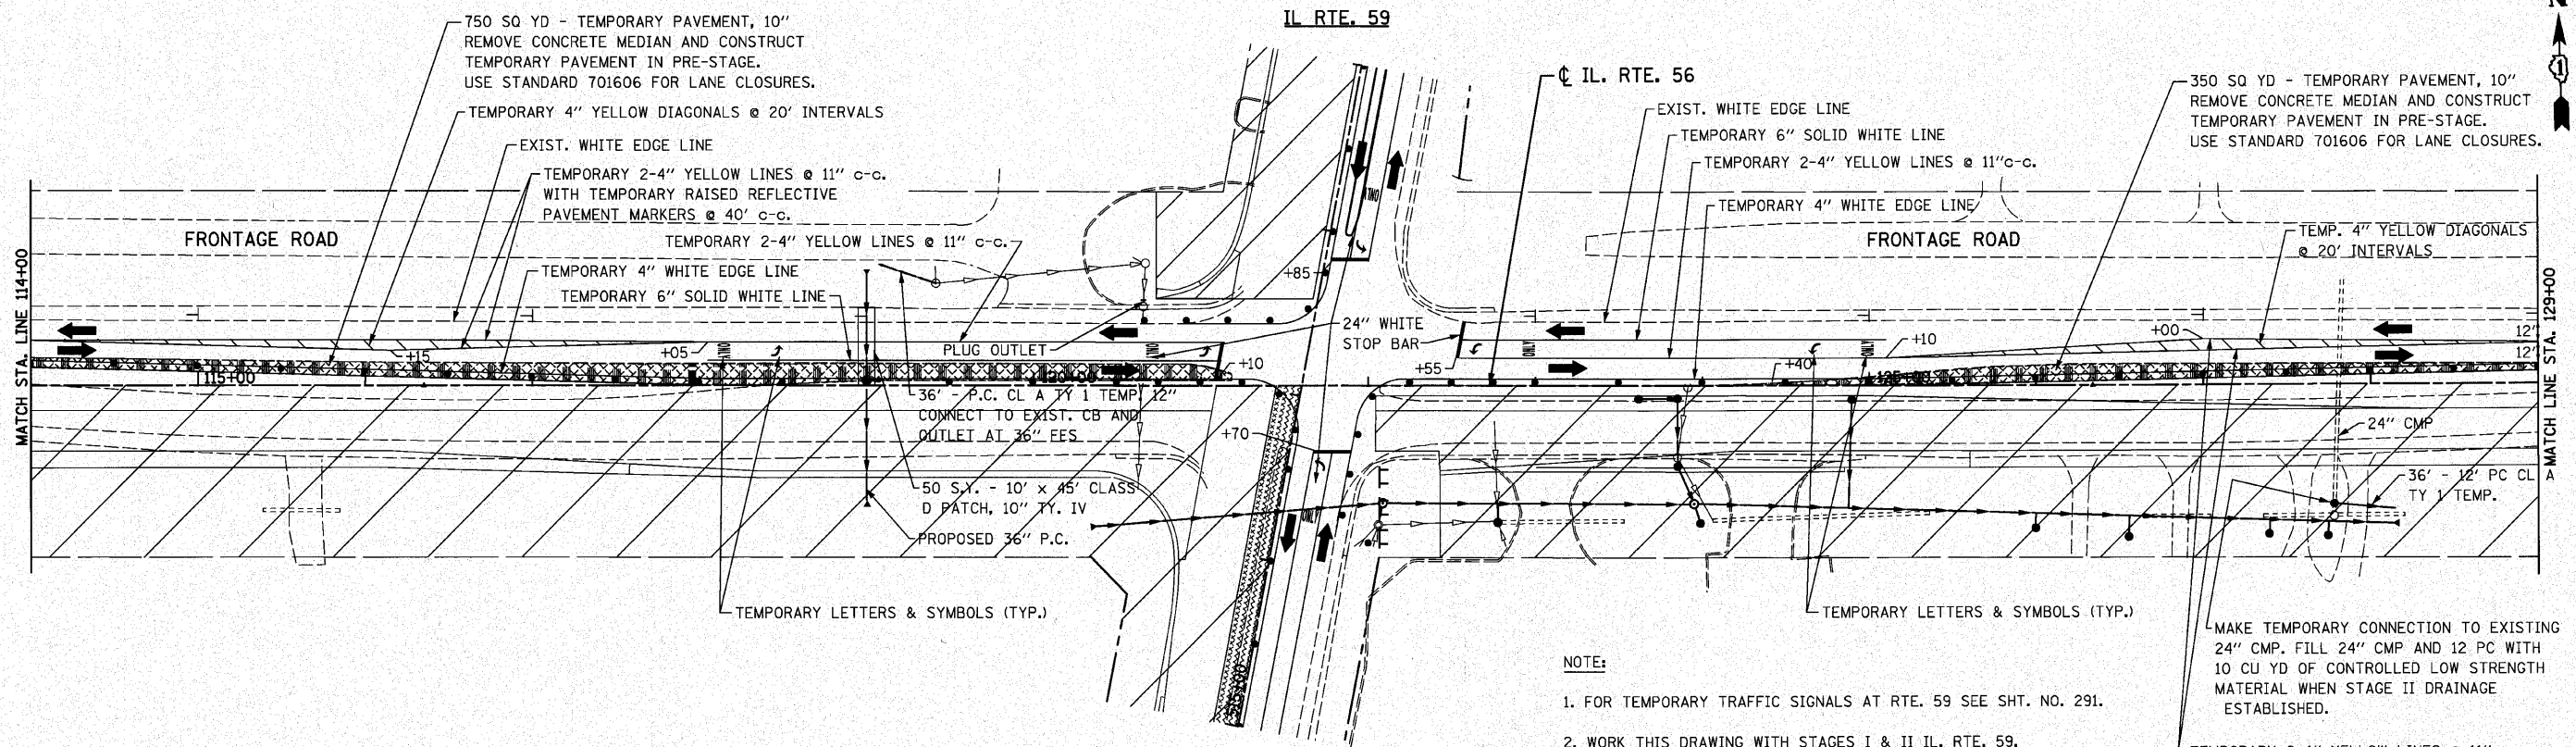 IL RTE. 59
N
1
750 SQ YD - TEMPORARY PAVEMENT, 10"
REMOVE CONCRETE MEDIAN AND CONSTRUCT
TEMPORARY PAVEMENT IN PRE-STAGE.
USE STANDARD 701606 FOR LANE CLOSURES.
TEMPORARY 4" YELLOW DIAGONALS @ 20' INTERVALS
EXIST. WHITE EDGE LINE
TEMPORARY 2-4" YELLOW LINES @ 11" c-c.
WITH TEMPORARY RAISED REFLECTIVE
PAVEMENT MARKERS @ 40' c-c.
FRONTAGE ROAD
TEMPORARY 2-4" YELLOW LINES @ 11" c-c.
TEMPORARY 4" WHITE EDGE LINE
TEMPORARY 6" SOLID WHITE LINE
℄ IL. RTE. 56
EXIST. WHITE EDGE LINE
TEMPORARY 6" SOLID WHITE LINE
TEMPORARY 2-4" YELLOW LINES @ 11"c-c.
TEMPORARY 4" WHITE EDGE LINE
350 SQ YD - TEMPORARY PAVEMENT, 10"
REMOVE CONCRETE MEDIAN AND CONSTRUCT
TEMPORARY PAVEMENT IN PRE-STAGE.
USE STANDARD 701606 FOR LANE CLOSURES.
FRONTAGE ROAD
TEMP. 4" YELLOW DIAGONALS
@ 20' INTERVALS
MATCH STA. LINE 114+00
MATCH LINE STA. 129+00
ONLY
+85
24" WHITE
STOP BAR
PLUG OUTLET
+15
+05
ONLY
ONLY
+10
+55
ONLY
+40
ONLY
+10
+00
12'
12'
115+00
120+00
125+00
36' - P.C. CL A TY 1 TEMP. 12"
CONNECT TO EXIST. CB AND
OUTLET AT 36" FES
+70
50 S.Y. - 10' x 45' CLASS
D PATCH, 10" TY. IV
PROPOSED 36" P.C.
ONLY
24" CMP
36' - 12' PC CL A
TY 1 TEMP.
TEMPORARY LETTERS & SYMBOLS (TYP.)
TEMPORARY LETTERS & SYMBOLS (TYP.)
MAKE TEMPORARY CONNECTION TO EXISTING
24" CMP. FILL 24" CMP AND 12 PC WITH
10 CU YD OF CONTROLLED LOW STRENGTH
MATERIAL WHEN STAGE II DRAINAGE
ESTABLISHED.
NOTE:
1. FOR TEMPORARY TRAFFIC SIGNALS AT RTE. 59 SEE SHT. NO. 291.
2. WORK THIS DRAWING WITH STAGES I & II IL. RTE. 59.